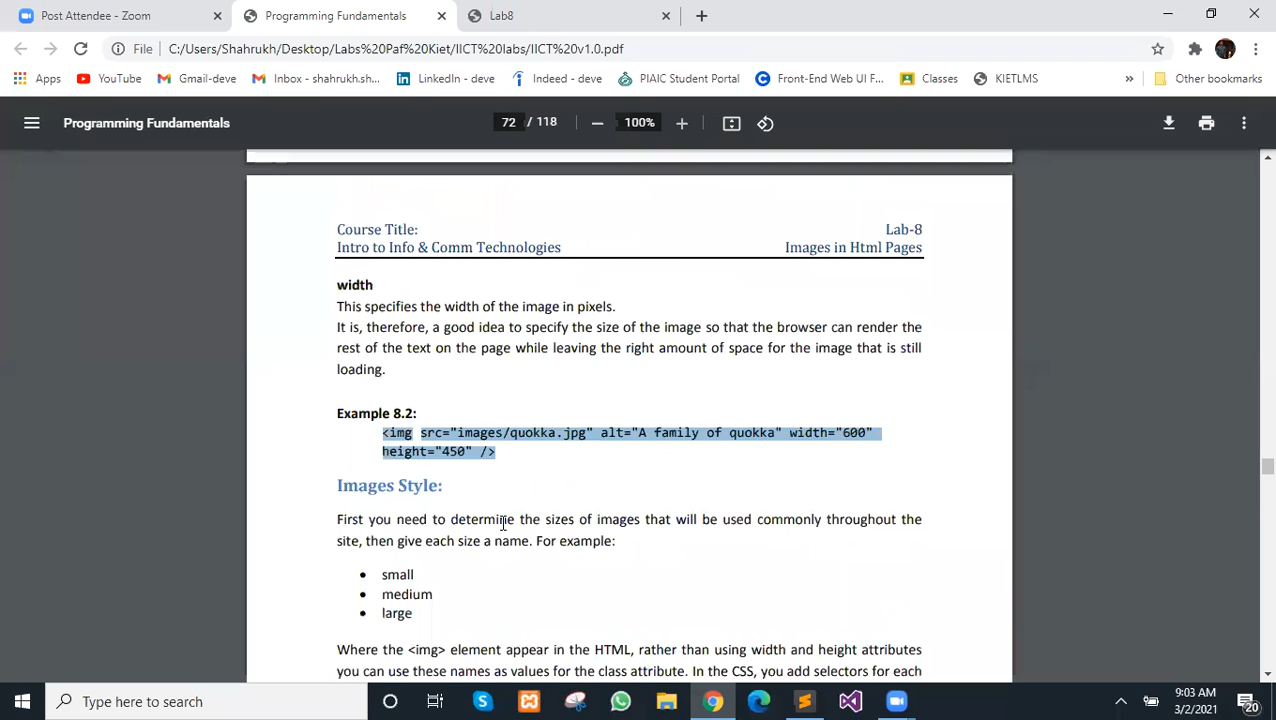 Post Attendee - Zoom
Programming Fundamentals
Lab8
File
C:/Users/Shahrukh/Desktop/Labs%20Paf%20Kiet/IICT%20labs/IICT%20v1.0.pdf
Apps
YouTube
Gmail-deve
Inbox - shahrukh.sh...
LinkedIn - deve
Indeed - deve
PIAIC Student Portal
Front-End Web UI F...
Classes
KIETLMS
»
Other bookmarks
Programming Fundamentals
72 / 118
100%
Course Title:
Lab-8
Intro to Info & Comm Technologies
Images in Html Pages
width
This specifies the width of the image in pixels.
It is, therefore, a good idea to specify the size of the image so that the browser can render the
rest of the text on the page while leaving the right amount of space for the image that is still
loading.
Example 8.2:
<img src="images/quokka.jpg" alt="A family of quokka" width="600"
height="450" />
Images Style:
First you need to determine the sizes of images that will be used commonly throughout the
site, then give each size a name. For example:
• small
• medium
• large
Where the <img> element appear in the HTML, rather than using width and height attributes
you can use these names as values for the class attribute. In the CSS, you add selectors for each
Type here to search
9:03 AM
3/2/2021
20